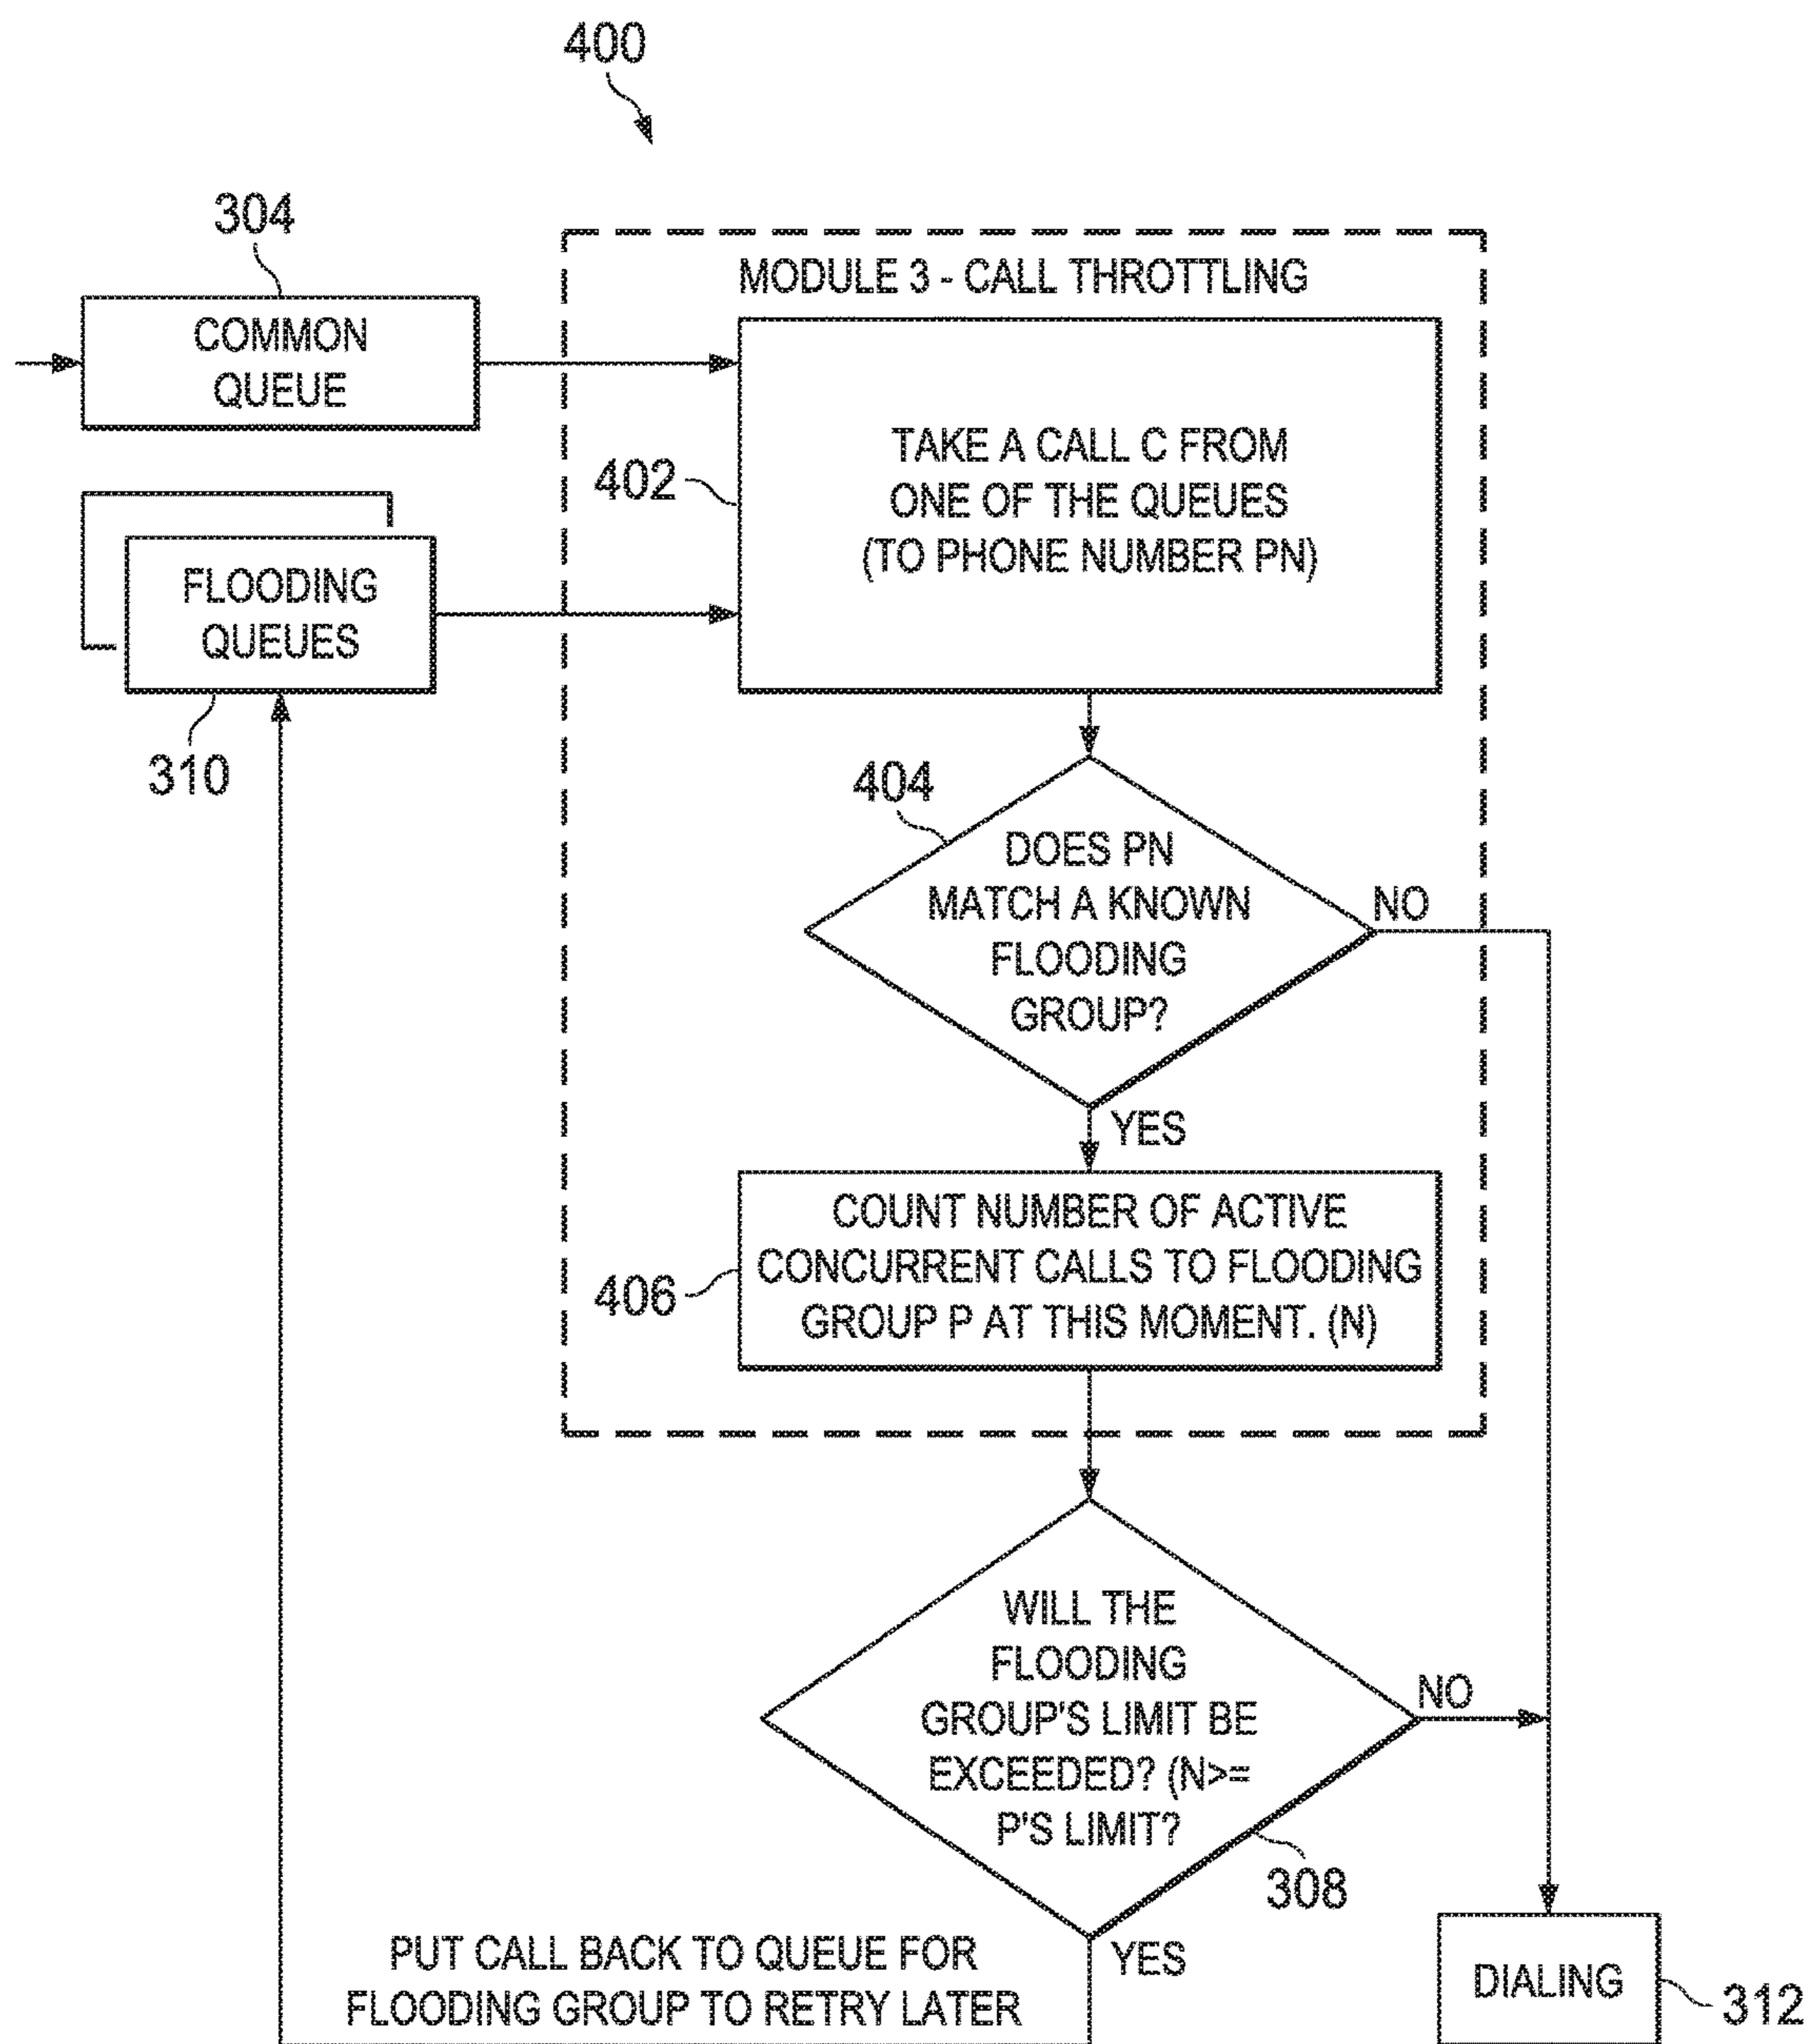 400
304
COMMON
QUEUE
MODULE 3 - CALL THROTTLING
402
TAKE A CALL C FROM
ONE OF THE QUEUES
(TO PHONE NUMBER PN)
FLOODING
QUEUES
310
404
DOES PN
MATCH A KNOWN
FLOODING
GROUP?
NO
YES
406
COUNT NUMBER OF ACTIVE
CONCURRENT CALLS TO FLOODING
GROUP P AT THIS MOMENT. (N)
WILL THE
FLOODING
GROUP'S LIMIT BE
EXCEEDED? (N>=
P'S LIMIT?
NO
308
YES
PUT CALL BACK TO QUEUE FOR
FLOODING GROUP TO RETRY LATER
DIALING
312